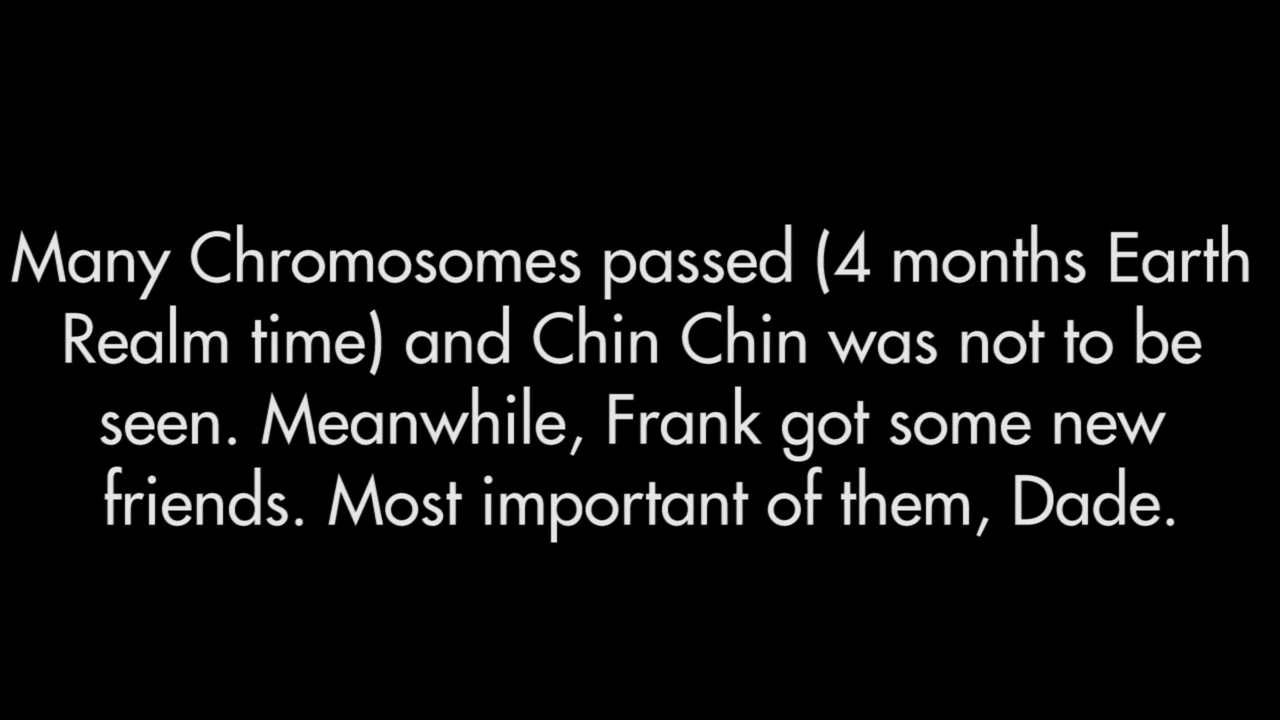 Many Chromosomes passed (4 months Earth
Realm time) and Chin Chin was not to be
seen. Meanwhile, Frank got some new
friends. Most important of them, Dade.